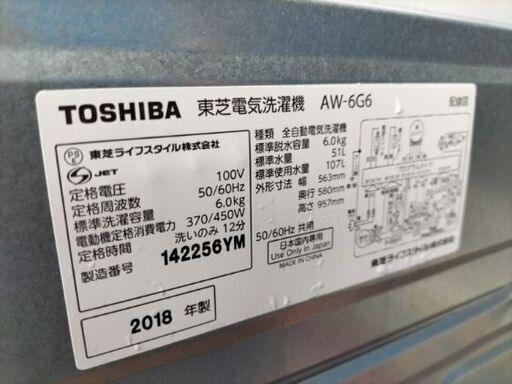 TOSHIBA 東芝電気洗濯機 AW-6G6
配線図
PS
E
東芝ライフスタイル株式会社
JET
定格電圧 100V
定格周波数 50/60Hz
標準洗濯容量 6.0kg
電動機定格消費電力 370/450W
定格時間 洗いのみ 12分
製造番号 142256YM
2018 年製
種類 全自動電気洗濯機
標準脱水容量 6.0kg
標準水量 51L
標準使用水量 107L
外形寸法 幅 563mm
奥行 580mm
高さ 957mm
50/60Hz 共用
日本国内専用
Use Only In Japan
MADE IN CHINA
東芝ライフスタイル株式会社